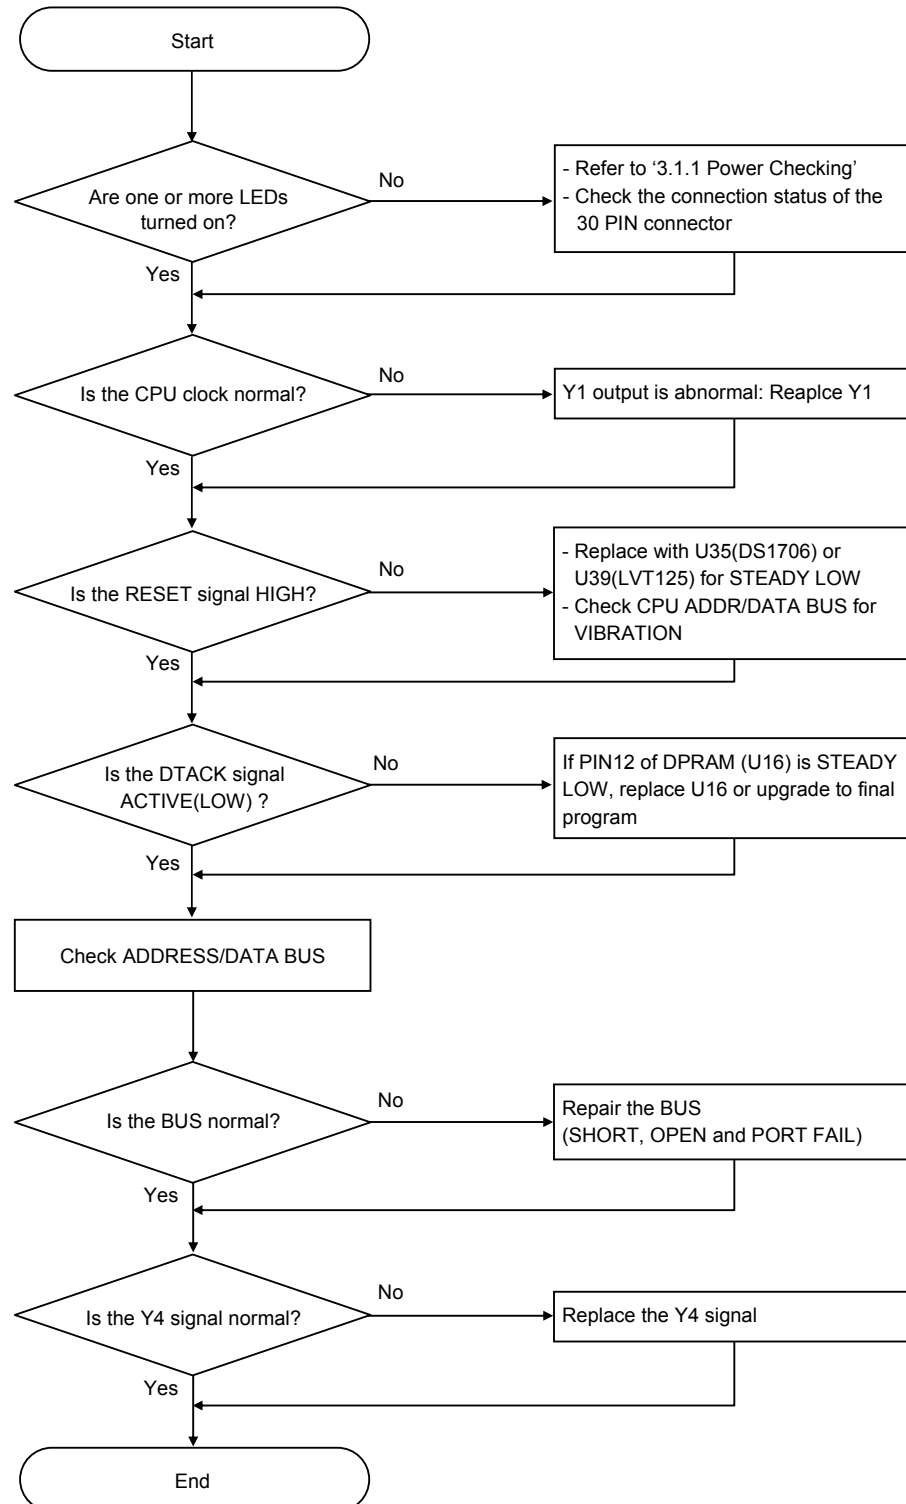 Start
Are one or more LEDs
turned on?
No
- Refer to ‘3.1.1 Power Checking’
- Check the connection status of the
30 PIN connector
Yes
Is the CPU clock normal?
No
Y1 output is abnormal: Reaplce Y1
Yes
Is the RESET signal HIGH?
No
- Replace with U35(DS1706) or
U39(LVT125) for STEADY LOW
- Check CPU ADDR/DATA BUS for
VIBRATION
Yes
Is the DTACK signal
ACTIVE(LOW) ?
No
If PIN12 of DPRAM (U16) is STEADY
LOW, replace U16 or upgrade to final
program
Yes
Check ADDRESS/DATA BUS
Is the BUS normal?
No
Repair the BUS
(SHORT, OPEN and PORT FAIL)
Yes
Is the Y4 signal normal?
No
Replace the Y4 signal
Yes
End